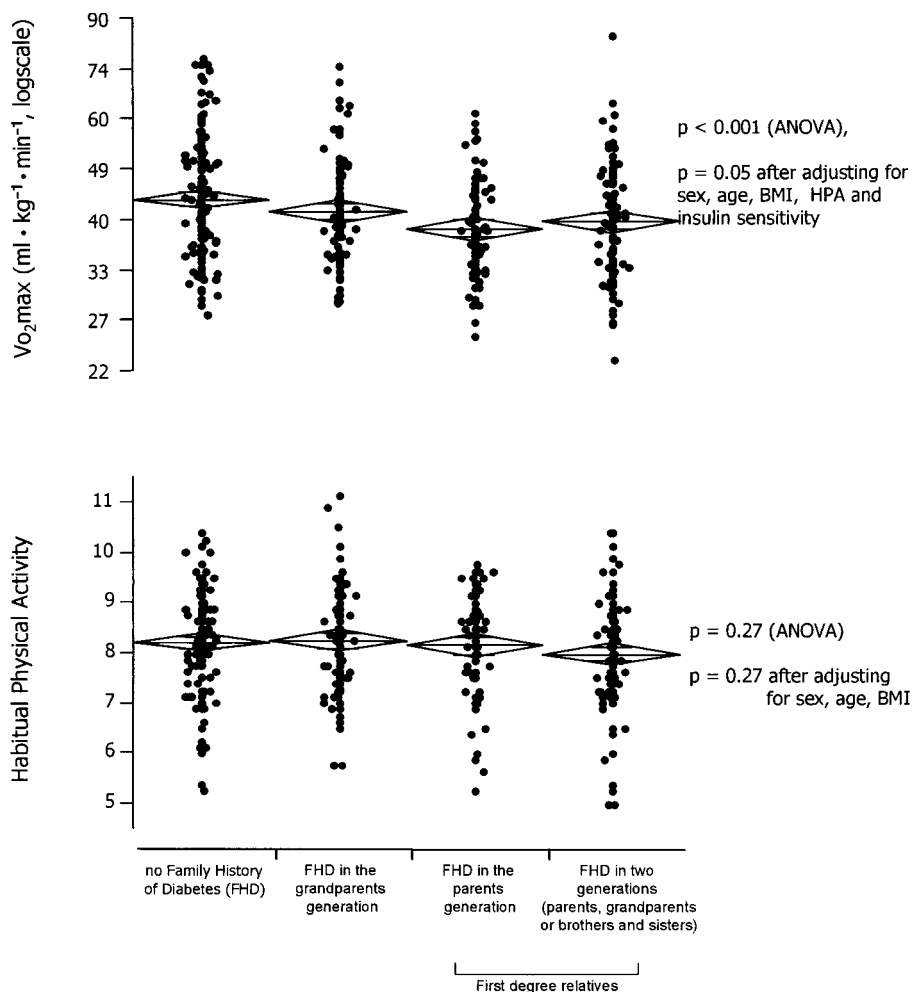 Vo₂max (ml · kg⁻¹ · min⁻¹, logscale)
90
74
60
49
40
33
27
22
p < 0.001 (ANOVA),
p = 0.05 after adjusting for
sex, age, BMI, HPA and
insulin sensitivity
Habitual Physical Activity
11
10
9
8
7
6
5
p = 0.27 (ANOVA)
p = 0.27 after adjusting
for sex, age, BMI
no Family History
of Diabetes (FHD)
FHD in the
grandparents
generation
FHD in the
parents
generation
FHD in two
generations
(parents, grandparents
or brothers and sisters)
First degree relatives